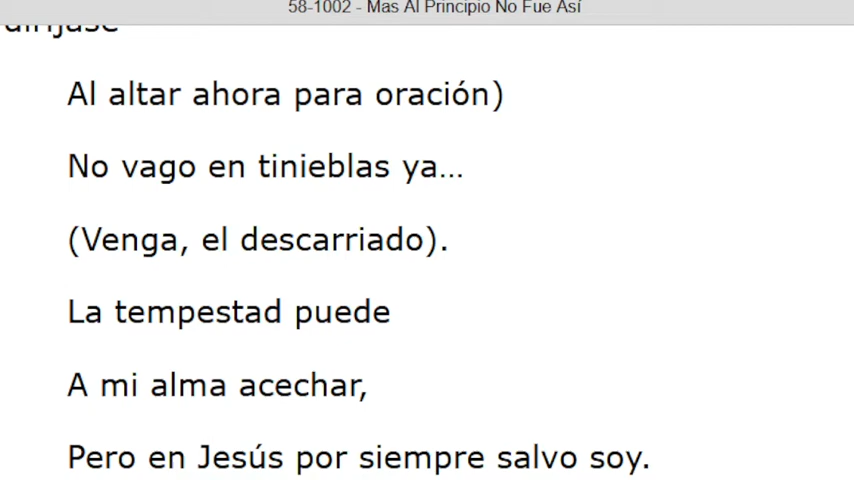 58-1002 - Mas Al Principio No Fue Así
diríjase
Al altar ahora para oración)
No vago en tinieblas ya...
(Venga, el descarriado).
La tempestad puede
A mi alma acechar,
Pero en Jesús por siempre salvo soy.